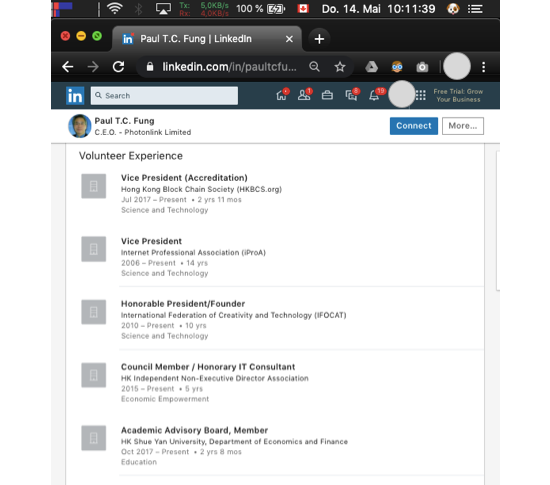 Tx: 5,0KB/s
Rx: 4,0KB/s
100 %
Do. 14. Mai 10:11:39
in Paul T.C. Fung | LinkedIn
linkedin.com/in/paultcfu...
in
Search
1
8
19
Free Trial: Grow
Your Business
Paul T.C. Fung
C.E.O. - Photonlink Limited
Connect
More...
Volunteer Experience
Vice President (Accreditation)
Hong Kong Block Chain Society (HKBCS.org)
Jul 2017 – Present • 2 yrs 11 mos
Science and Technology
Vice President
Internet Professional Association (iProA)
2006 – Present • 14 yrs
Science and Technology
Honorable President/Founder
International Federation of Creativity and Technology (IFOCAT)
2010 – Present • 10 yrs
Science and Technology
Council Member / Honorary IT Consultant
HK Independent Non-Executive Director Association
2015 – Present • 5 yrs
Economic Empowerment
Academic Advisory Board, Member
HK Shue Yan University, Department of Economics and Finance
Oct 2017 – Present • 2 yrs 8 mos
Education